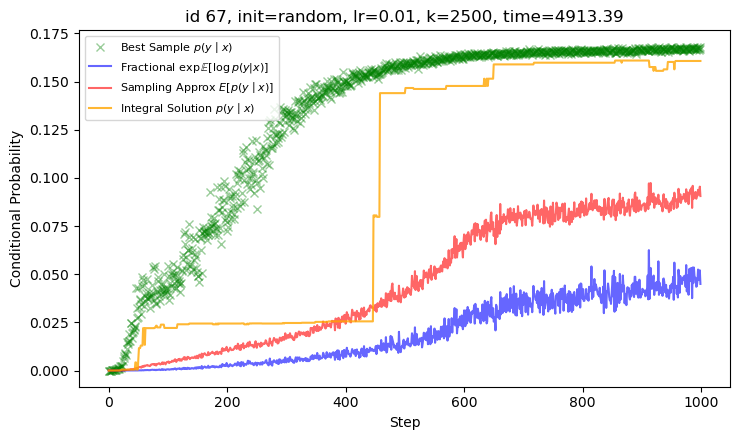 id 67, init=random, lr=0.01, k=2500, time=4913.39
Best Sample p(y | x)
Fractional exp𝔼[log p(y|x)]
Sampling Approx E[p(y | x)]
Integral Solution p(y | x)
Conditional Probability
0.175
0.150
0.125
0.100
0.075
0.050
0.025
0.000
0 200 400 600 800 1000
Step